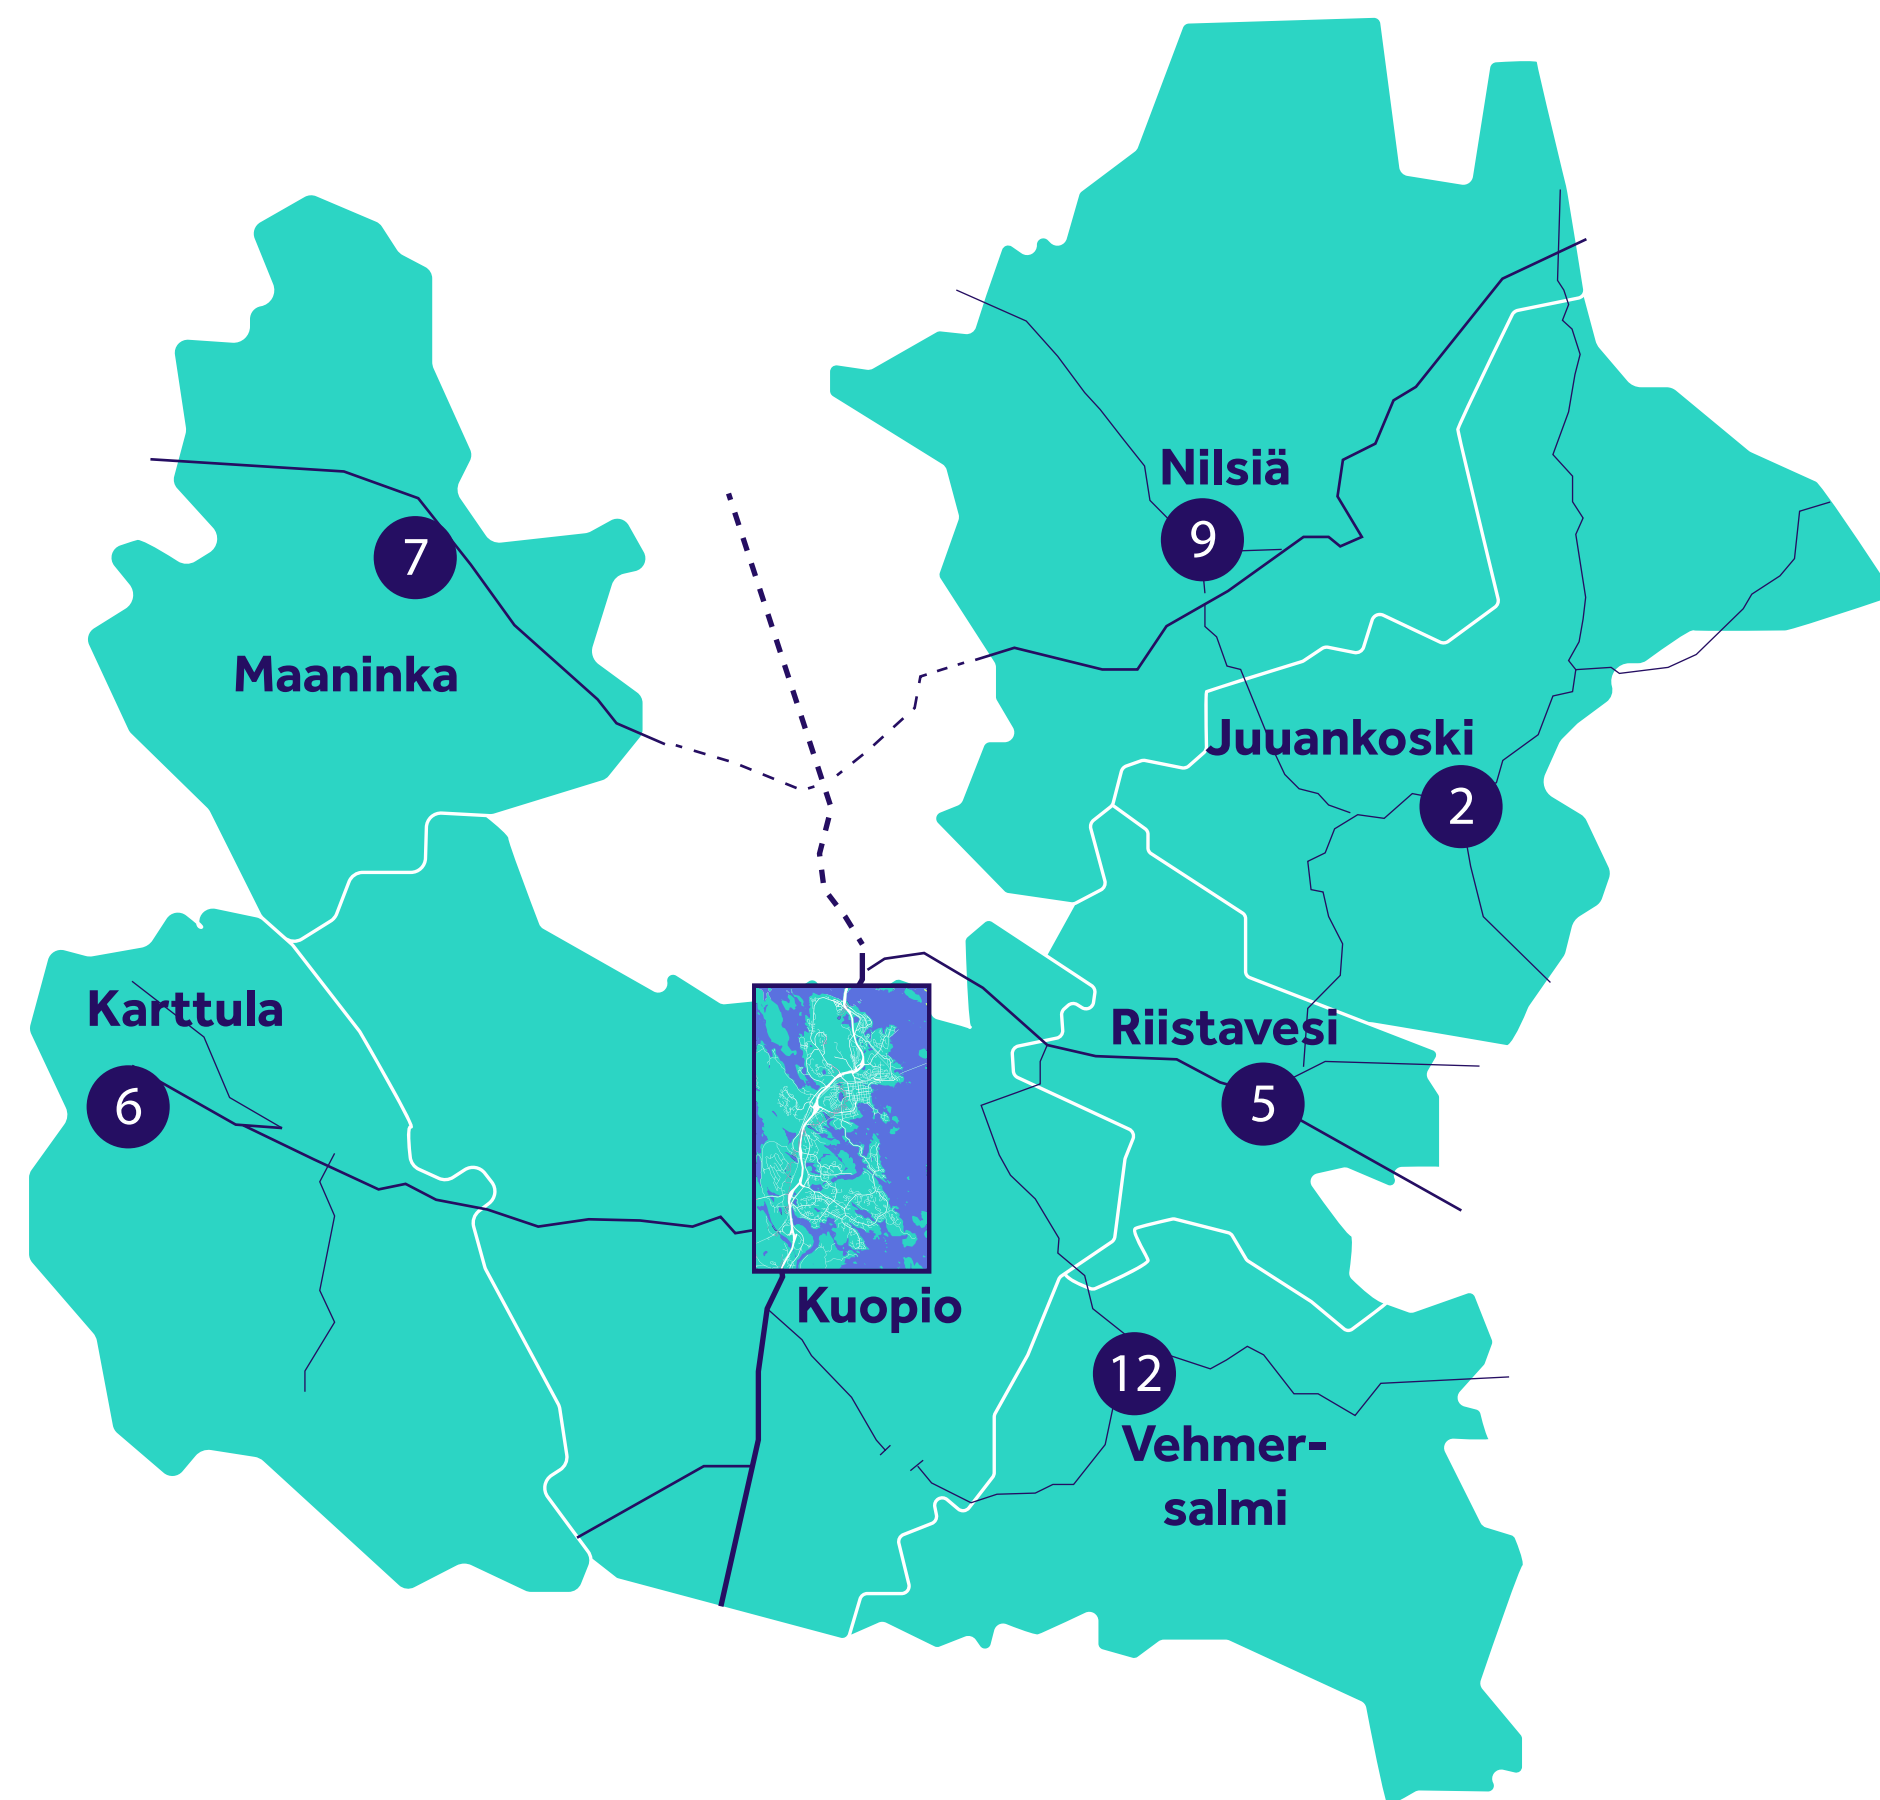 Nilsiä
9
7
Maaninka
Juuankoski
2
Karttula
6
Riistavesi
5
Kuopio
12
Vehmer-
salmi